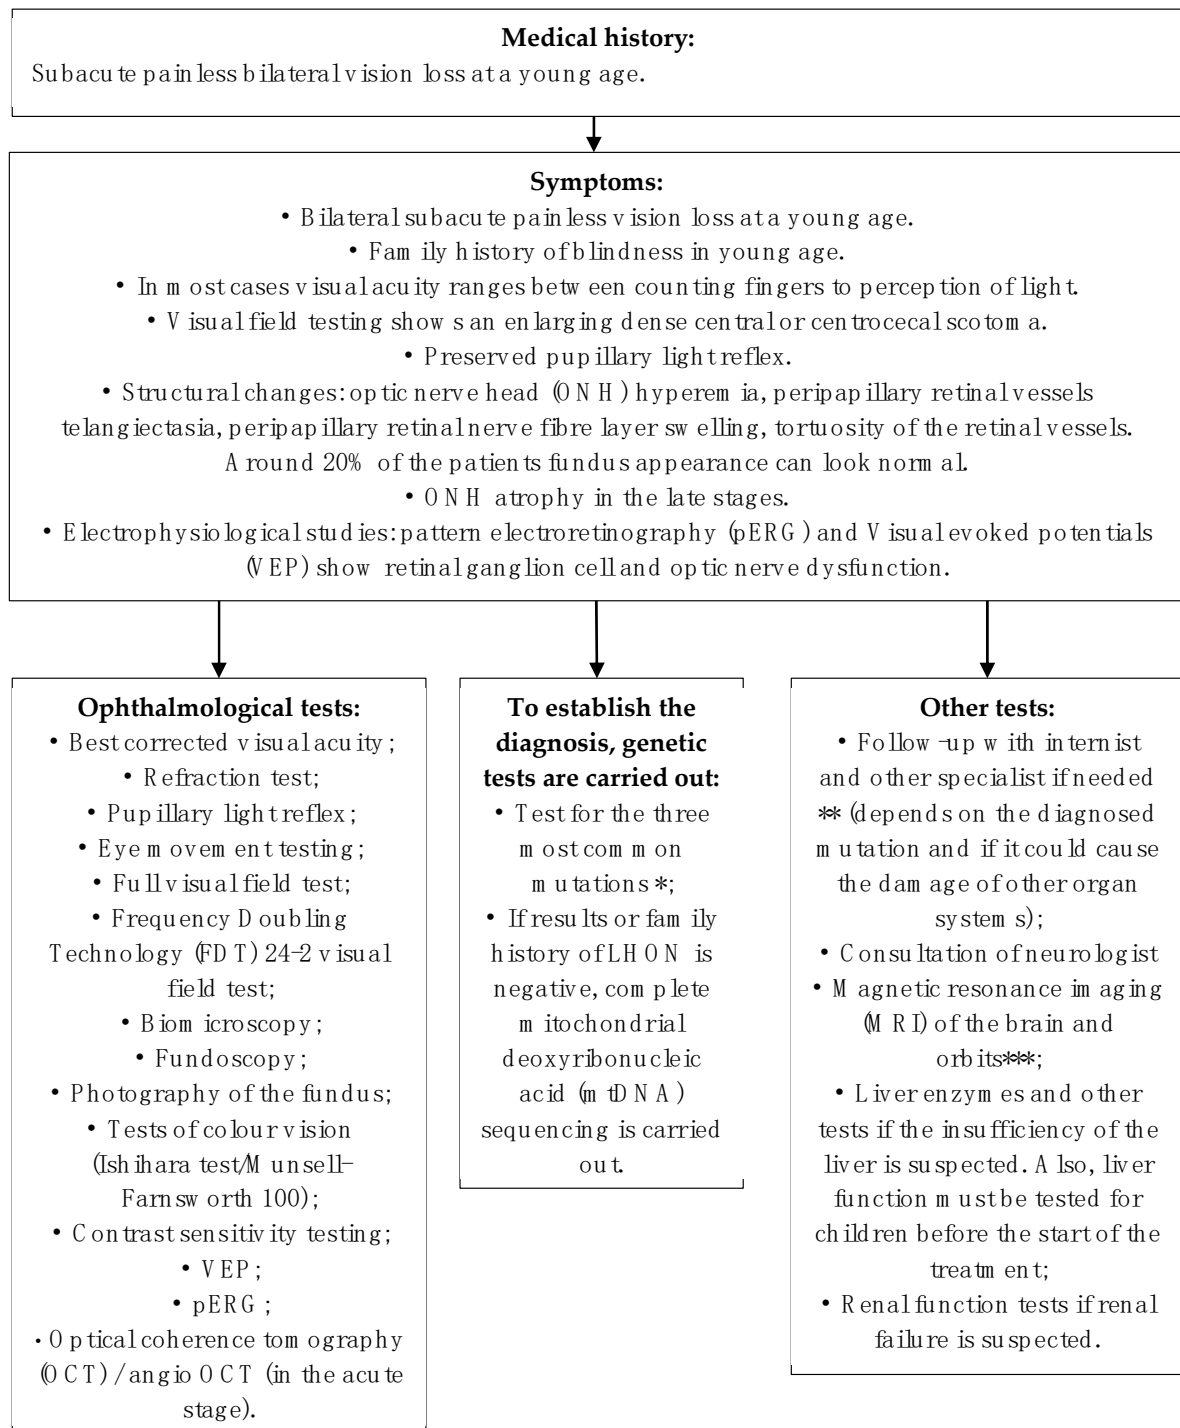 Medical history:
Subacute painless bilateral vision loss at a young age.
Symptoms:
• Bilateral subacute painless vision loss at a young age.
• Family history of blindness in young age.
• In most cases visual acuity ranges between counting fingers to perception of light.
• Visual field testing shows an enlarging dense central or centrocecal scotoma.
• Preserved pupillary light reflex.
• Structural changes: optic nerve head (ONH) hyperemia, peripapillary retinal vessels
telangiectasia, peripapillary retinal nerve fibre layer swelling, tortuosity of the retinal vessels.
Around 20% of the patients fundus appearance can look normal.
• ONH atrophy in the late stages.
• Electrophysiological studies: pattern electroretinography (pERG) and Visual evoked potentials
(VEP) show retinal ganglion cell and optic nerve dysfunction.
Ophthalmological tests:
• Best corrected visual acuity;
• Refraction test;
• Pupillary light reflex;
• Eye movement testing;
• Full visual field test;
• Frequency Doubling
Technology (FDT) 24-2 visual
field test;
• Biomicroscopy;
• Fundoscopy;
• Photography of the fundus;
• Tests of colour vision
(Ishihara test/Munsell-
Farnsworth 100);
• Contrast sensitivity testing;
• VEP;
• pERG;
• Optical coherence tomography
(OCT)/angio OCT (in the acute
stage).
To establish the
diagnosis, genetic
tests are carried out:
• Test for the three
most common
mutations *;
• If results or family
history of LHON is
negative, complete
mitochondrial
deoxyribonucleic
acid (mtDNA)
sequencing is carried
out.
Other tests:
• Follow-up with internist
and other specialist if needed
** (depends on the diagnosed
mutation and if it could cause
the damage of other organ
systems);
• Consultation of neurologist
• Magnetic resonance imaging
(MRI) of the brain and
orbits***;
• Liver enzymes and other
tests if the insufficiency of the
liver is suspected. Also, liver
function must be tested for
children before the start of the
treatment;
• Renal function tests if renal
failure is suspected.